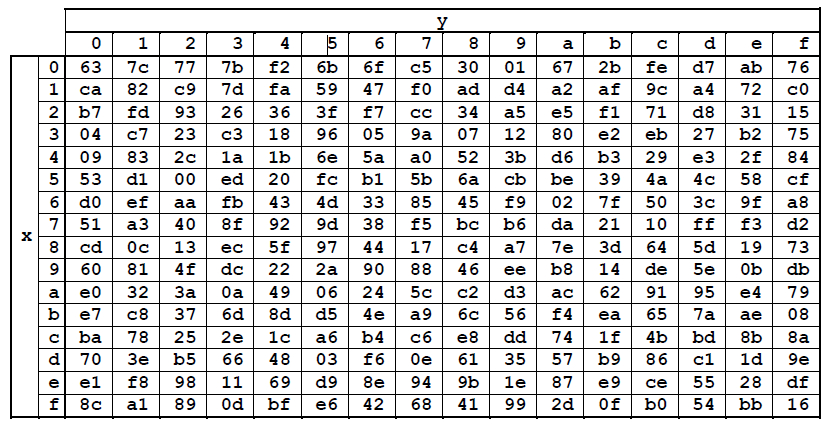 y
0 1 2 3 4 5 6 7 8 9 a b c d e f
0 63 7c 77 7b f2 6b 6f c5 30 01 67 2b fe d7 ab 76
1 ca 82 c9 7d fa 59 47 f0 ad d4 a2 af 9c a4 72 c0
2 b7 fd 93 26 36 3f f7 cc 34 a5 e5 f1 71 d8 31 15
3 04 c7 23 c3 18 96 05 9a 07 12 80 e2 eb 27 b2 75
4 09 83 2c 1a 1b 6e 5a a0 52 3b d6 b3 29 e3 2f 84
5 53 d1 00 ed 20 fc b1 5b 6a cb be 39 4a 4c 58 cf
6 d0 ef aa fb 43 4d 33 85 45 f9 02 7f 50 3c 9f a8
7 51 a3 40 8f 92 9d 38 f5 bc b6 da 21 10 ff f3 d2
x 8 cd 0c 13 ec 5f 97 44 17 c4 a7 7e 3d 64 5d 19 73
9 60 81 4f dc 22 2a 90 88 46 ee b8 14 de 5e 0b db
a e0 32 3a 0a 49 06 24 5c c2 d3 ac 62 91 95 e4 79
b e7 c8 37 6d 8d d5 4e a9 6c 56 f4 ea 65 7a ae 08
c ba 78 25 2e 1c a6 b4 c6 e8 dd 74 1f 4b bd 8b 8a
d 70 3e b5 66 48 03 f6 0e 61 35 57 b9 86 c1 1d 9e
e e1 f8 98 11 69 d9 8e 94 9b 1e 87 e9 ce 55 28 df
f 8c a1 89 0d bf e6 42 68 41 99 2d 0f b0 54 bb 16